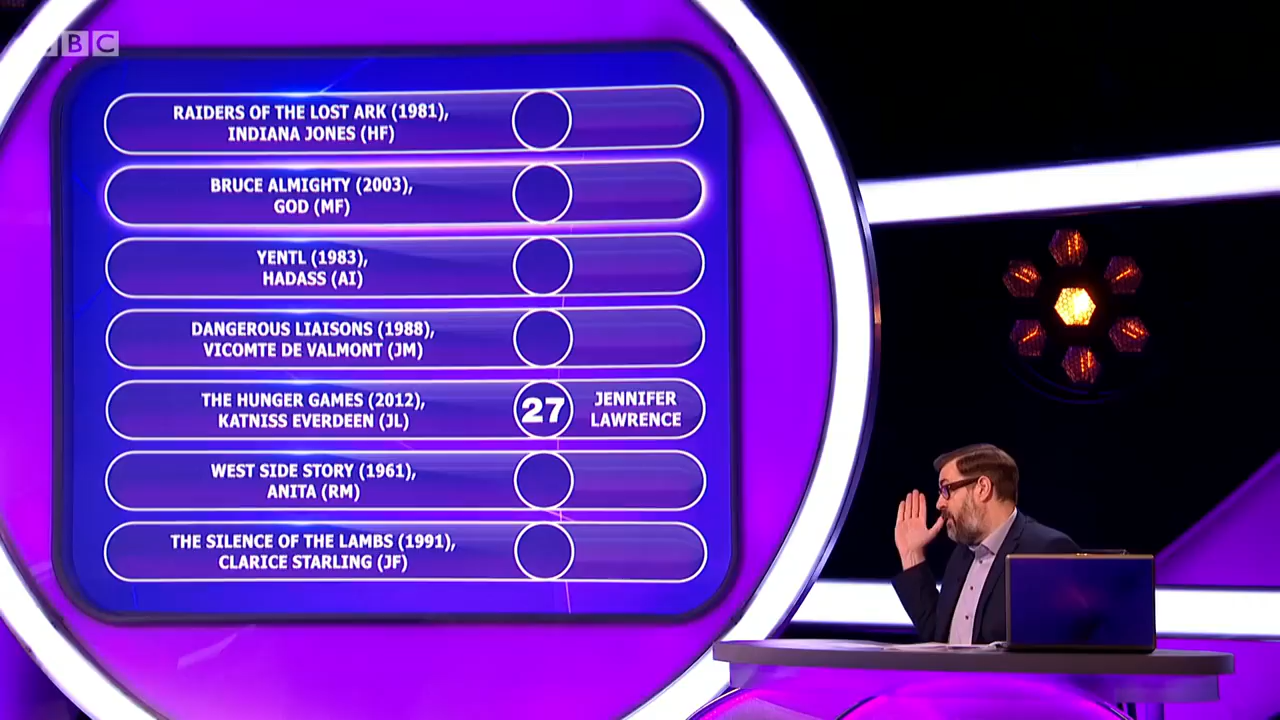 BBC
RAIDERS OF THE LOST ARK (1981),
INDIANA JONES (HF)
BRUCE ALMIGHTY (2003),
GOD (MF)
YENTL (1983),
HADASS (AI)
DANGEROUS LIAISONS (1988),
VICOMTE DE VALMONT (JM)
THE HUNGER GAMES (2012),
KATNISS EVERDEEN (JL)
27
JENNIFER
LAWRENCE
WEST SIDE STORY (1961),
ANITA (RM)
THE SILENCE OF THE LAMBS (1991),
CLARICE STARLING (JF)